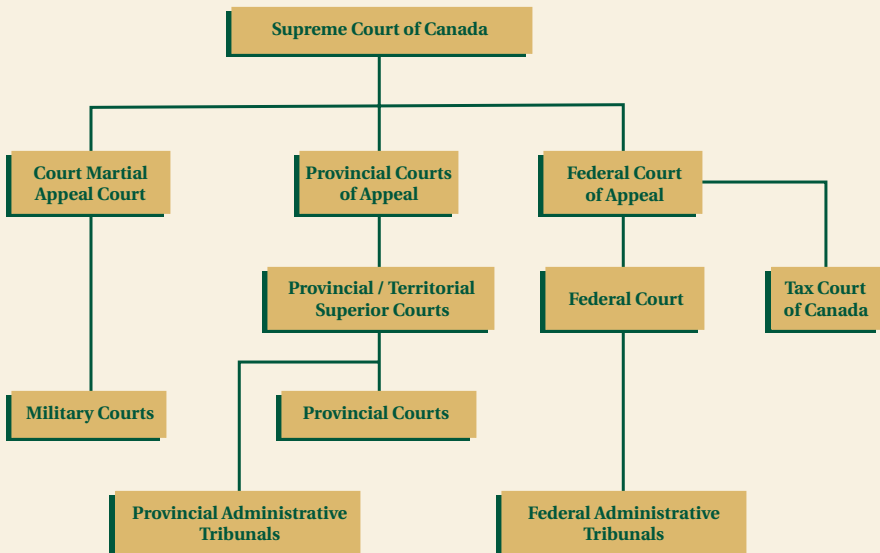 Supreme Court of Canada
Court Martial
Appeal Court
Provincial Courts
of Appeal
Federal Court
of Appeal
Provincial / Territorial
Superior Courts
Federal Court
Tax Court
of Canada
Military Courts
Provincial Courts
Provincial Administrative
Tribunals
Federal Administrative
Tribunals